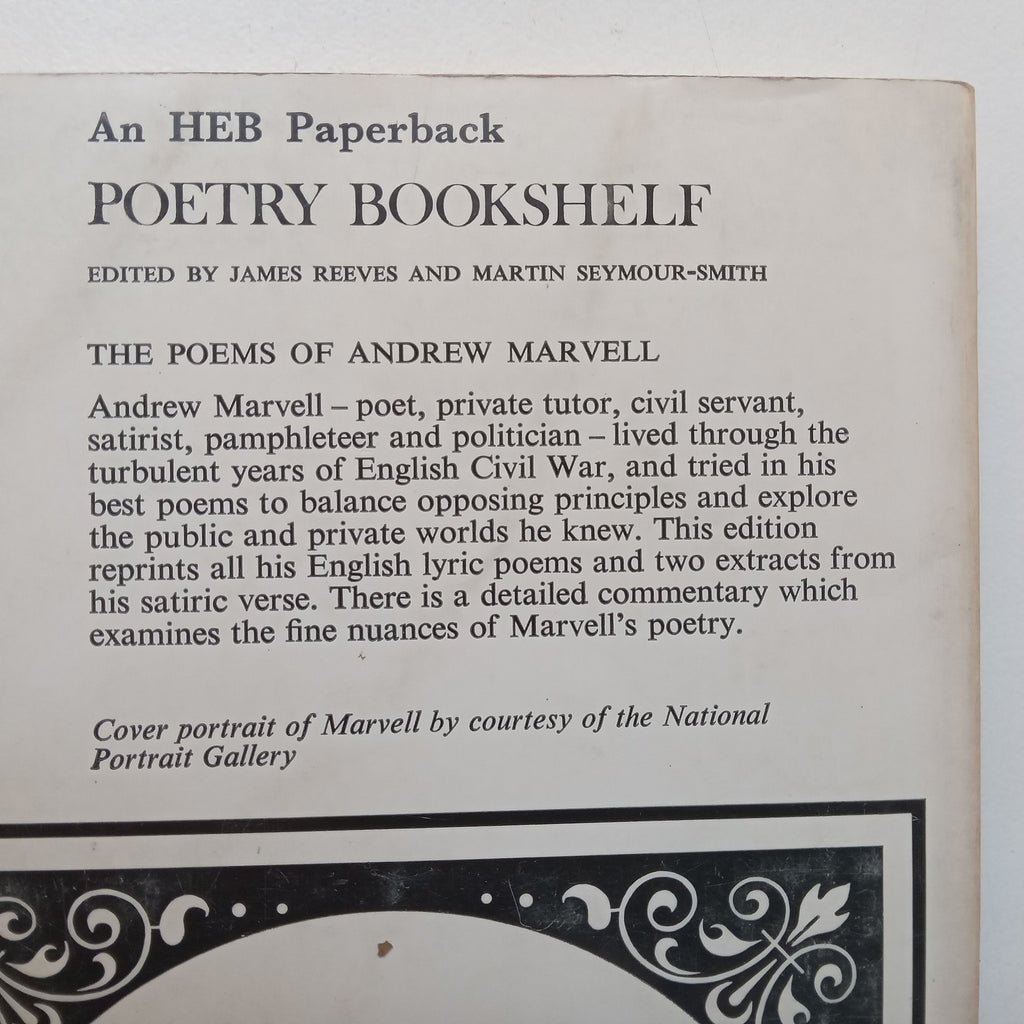 An HEB Paperback
POETRY BOOKSHELF
EDITED BY JAMES REEVES AND MARTIN SEYMOUR-SMITH
THE POEMS OF ANDREW MARVELL
Andrew Marvell – poet, private tutor, civil servant,
satirist, pamphleteer and politician – lived through the
turbulent years of English Civil War, and tried in his
best poems to balance opposing principles and explore
the public and private worlds he knew. This edition
reprints all his English lyric poems and two extracts from
his satiric verse. There is a detailed commentary which
examines the fine nuances of Marvell's poetry.
Cover portrait of Marvell by courtesy of the National
Portrait Gallery